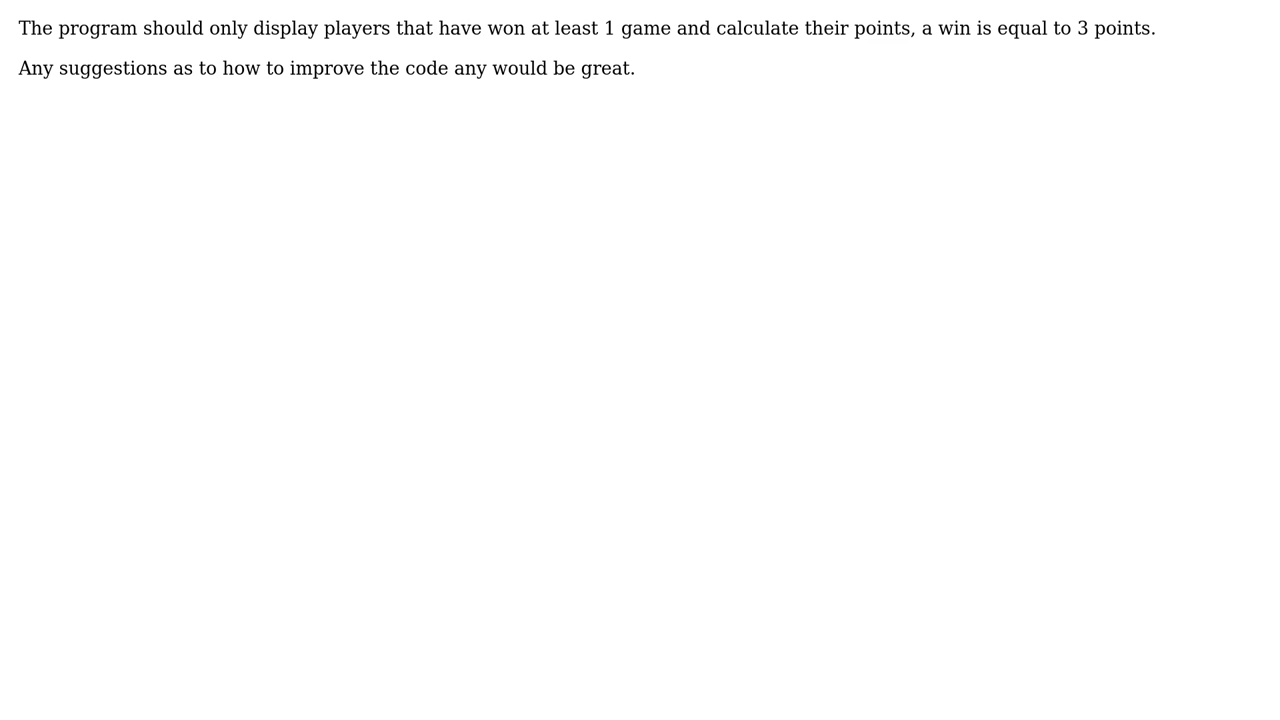 The program should only display players that have won at least 1 game and calculate their points, a win is equal to 3 points.
Any suggestions as to how to improve the code any would be great.